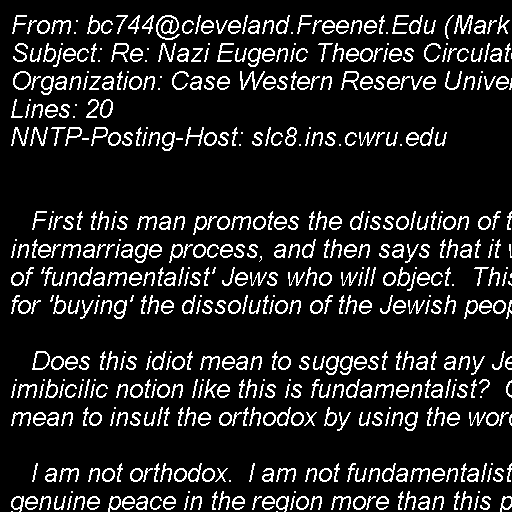 From: bc744@cleveland.Freenet.Edu (Mark
Subject: Re: Nazi Eugenic Theories Circulat
Organization: Case Western Reserve Univer
Lines: 20
NNTP-Posting-Host: slc8.ins.cwru.edu
First this man promotes the dissolution of t
intermarriage process, and then says that it
of 'fundamentalist' Jews who will object.  This
for 'buying' the dissolution of the Jewish peop
Does this idiot mean to suggest that any Je
imibicilic notion like this is fundamentalist?
mean to insult the orthodox by using the word
I am not orthodox.  I am not fundamentalist
genuine peace in the region more than this p